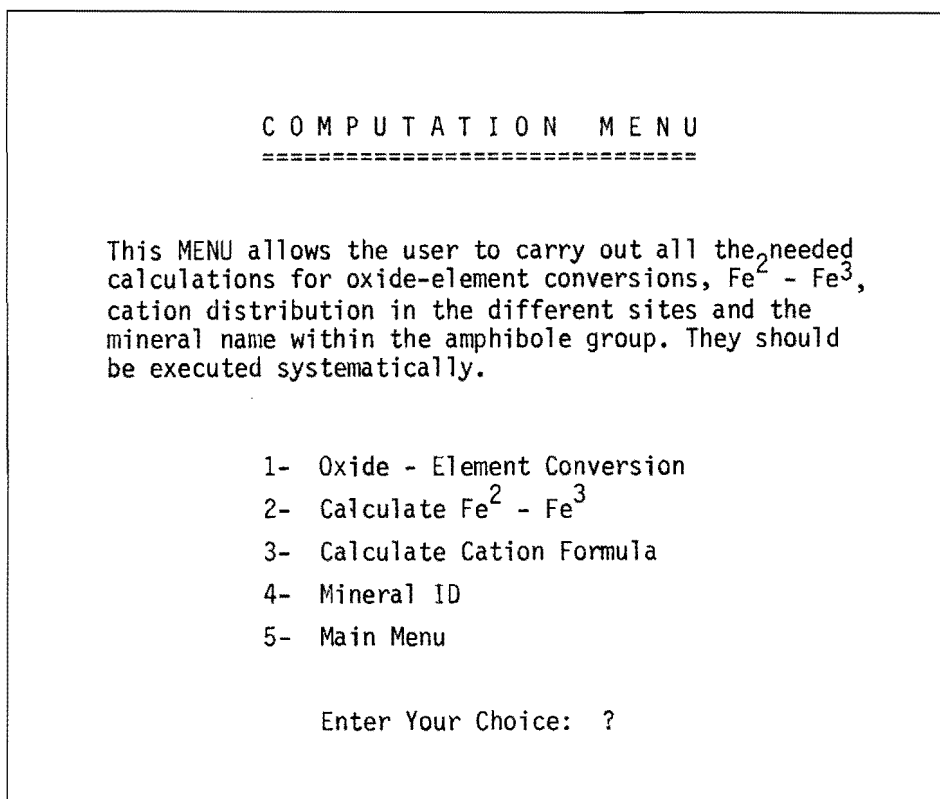 C O M P U T A T I O N   M E N U
===============================
This MENU allows the user to carry out all the needed
calculations for oxide-element conversions, Fe² - Fe³,
cation distribution in the different sites and the
mineral name within the amphibole group. They should
be executed systematically.
1- Oxide - Element Conversion
2- Calculate Fe² - Fe³
3- Calculate Cation Formula
4- Mineral ID
5- Main Menu
Enter Your Choice: ?